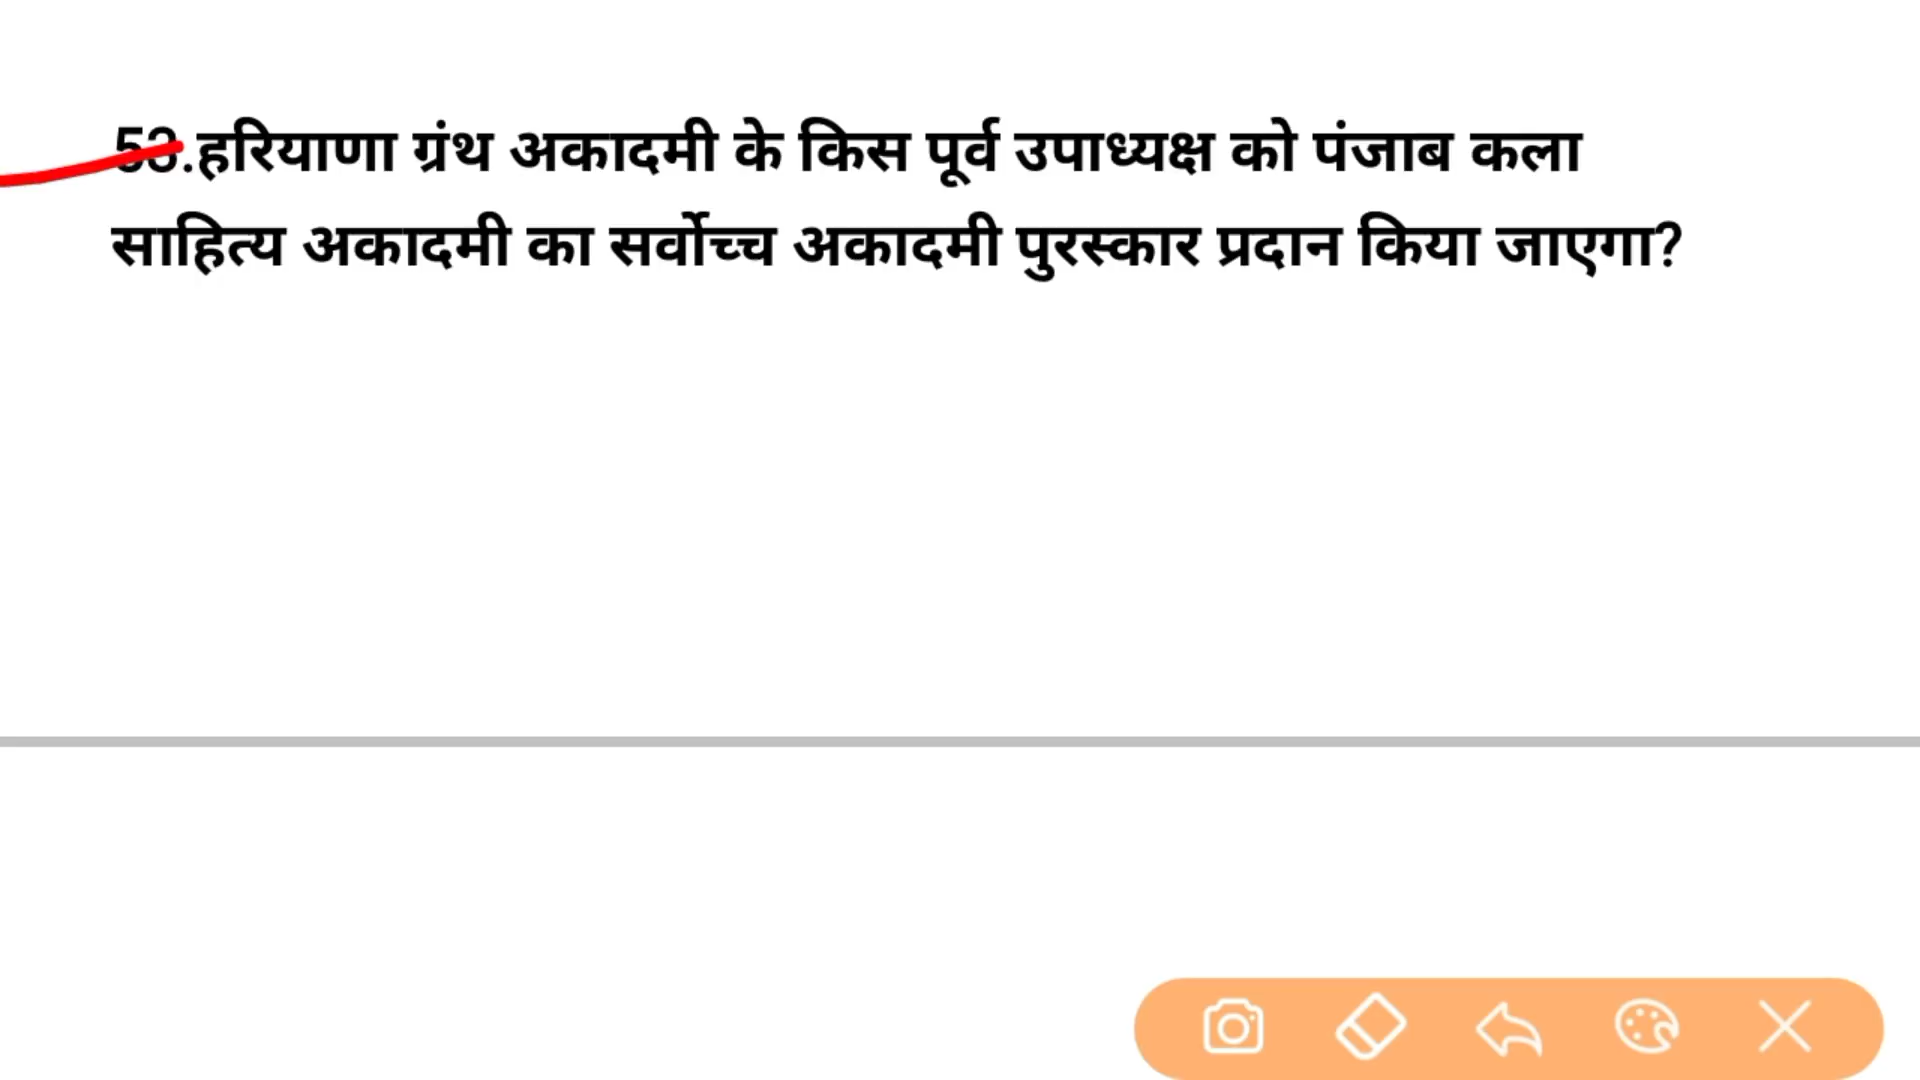 53.हरियाणा ग्रंथ अकादमी के किस पूर्व उपाध्यक्ष को पंजाब कला
साहित्य अकादमी का सर्वोच्च अकादमी पुरस्कार प्रदान किया जाएगा?